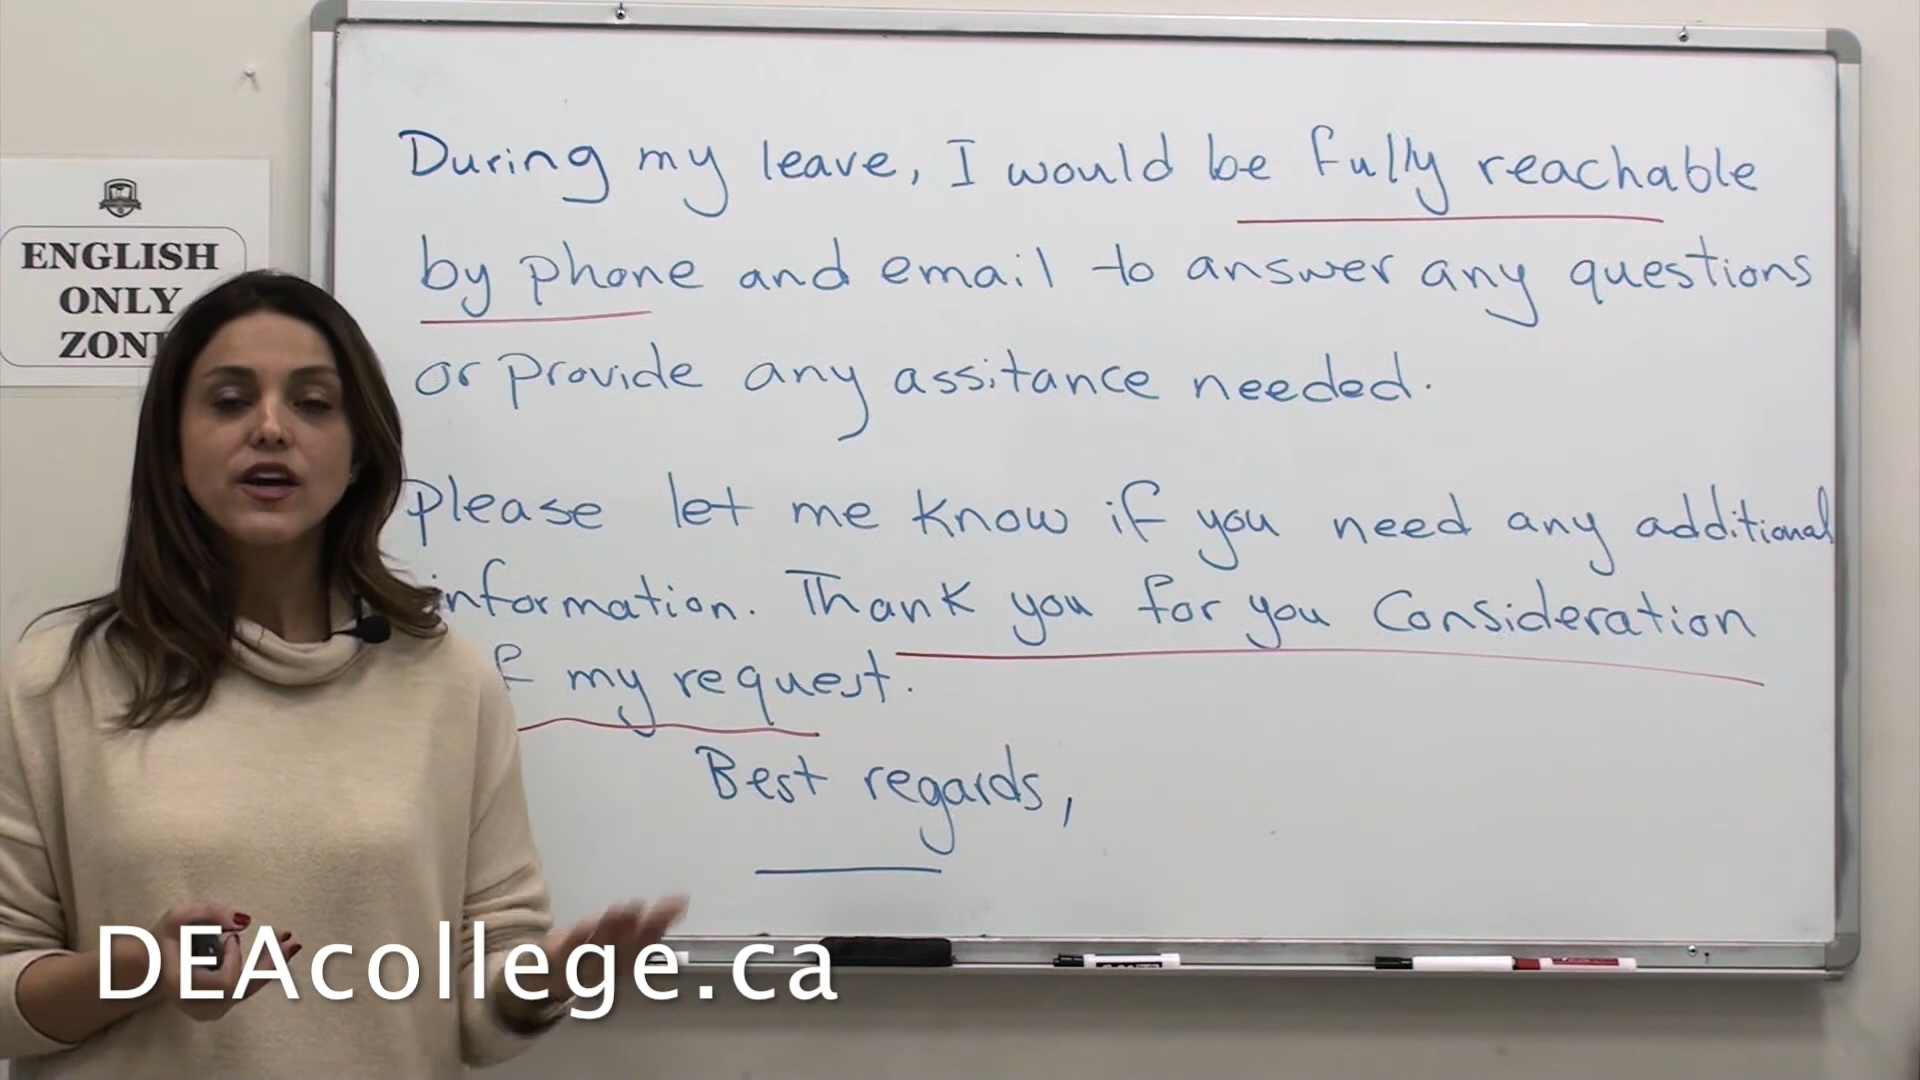 During my leave, I would be fully reachable
by phone and email to answer any questions
or provide any assitance needed.
please let me know if you need any additional
information. Thank you for you Consideration
f my request.
Best regards,
ENGLISH
ONLY
ZONE
DEAcollege.ca